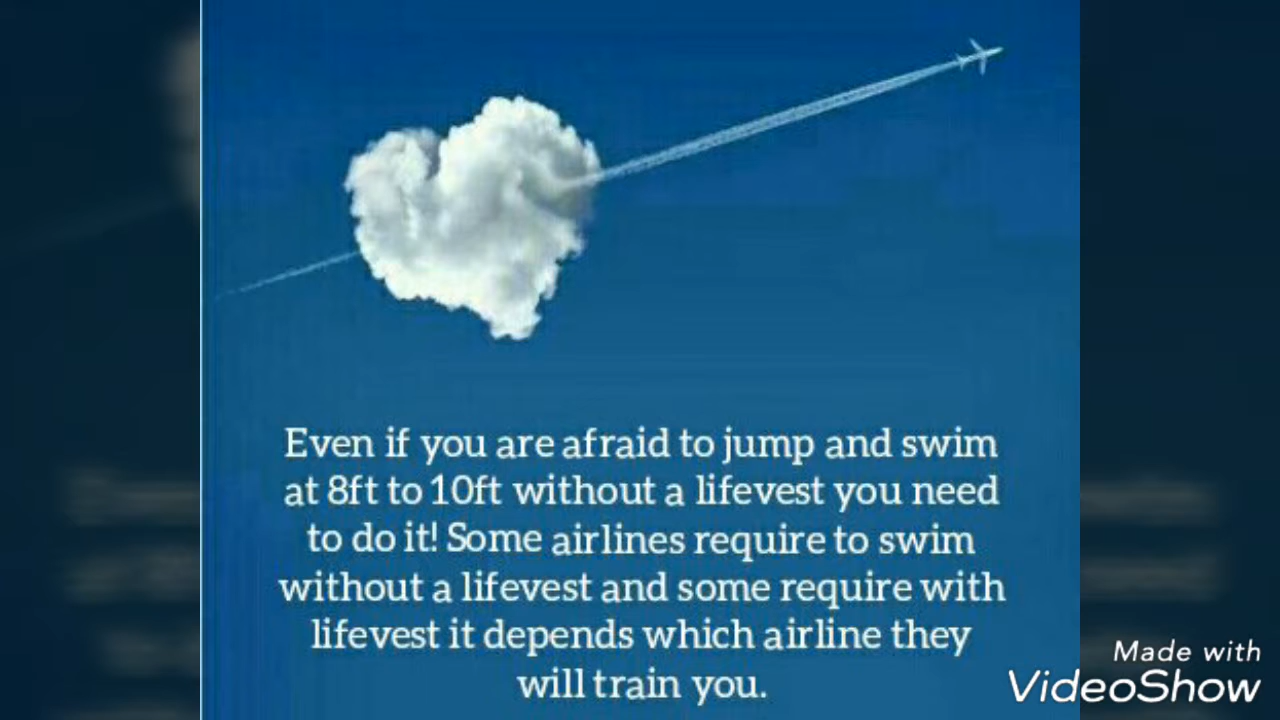 Even if you are afraid to jump and swim
at 8ft to 10ft without a lifevest you need
to do it! Some airlines require to swim
without a lifevest and some require with
lifevest it depends which airline they
will train you.
Made with
VideoShow